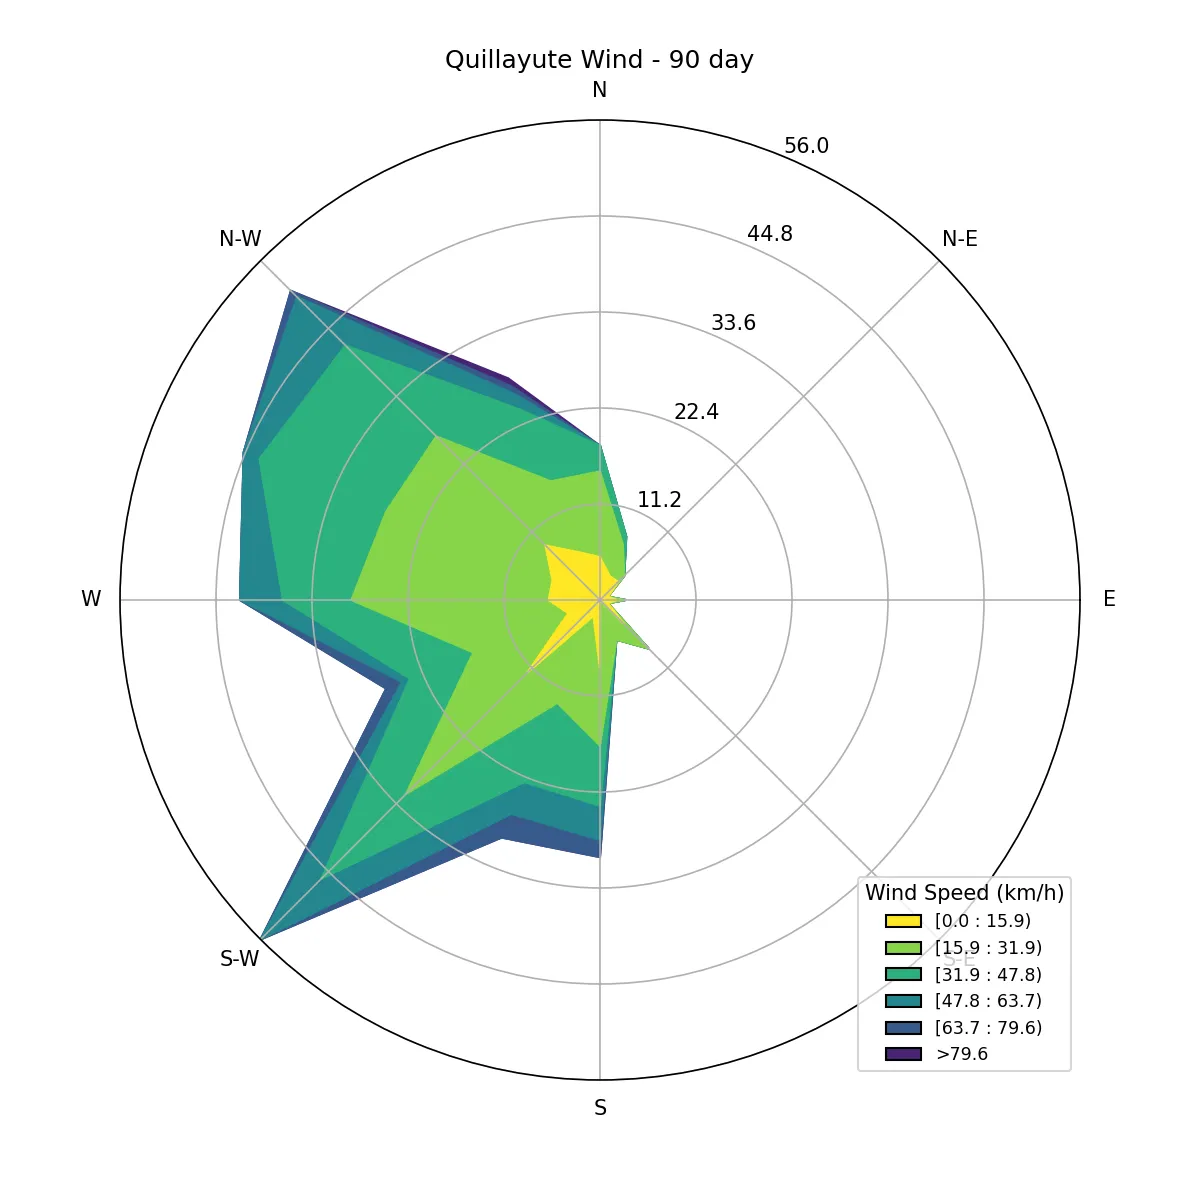 Quillayute Wind - 90 day
N
56.0
N-W
44.8
N-E
33.6
22.4
11.2
W
E
S-W
S-E
S
Wind Speed (km/h)
[0.0 : 15.9)
[15.9 : 31.9)
[31.9 : 47.8)
[47.8 : 63.7)
[63.7 : 79.6)
>79.6